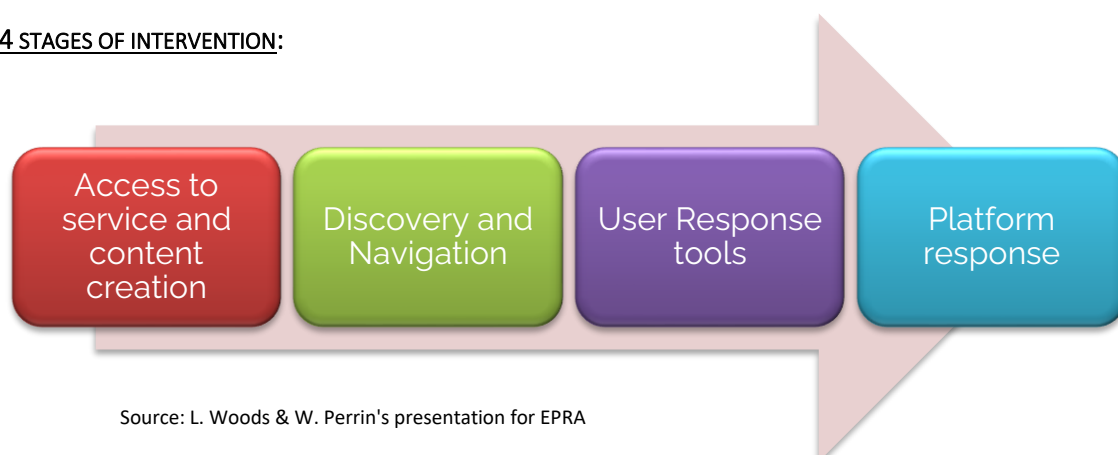 4 STAGES OF INTERVENTION:
Access to
service and
content
creation
Discovery and
Navigation
User Response
tools
Platform
response
Source: L. Woods & W. Perrin's presentation for EPRA